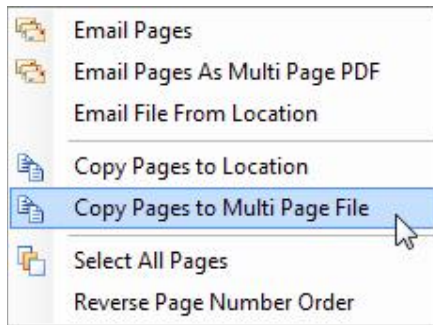 Email Pages
Email Pages As Multi Page PDF
Email File From Location
Copy Pages to Location
Copy Pages to Multi Page File
Select All Pages
Reverse Page Number Order